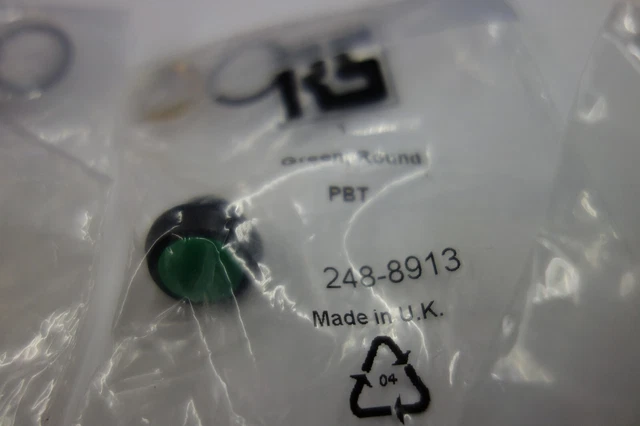 RS
Green, Round
PBT
248-8913
Made in U.K.
04